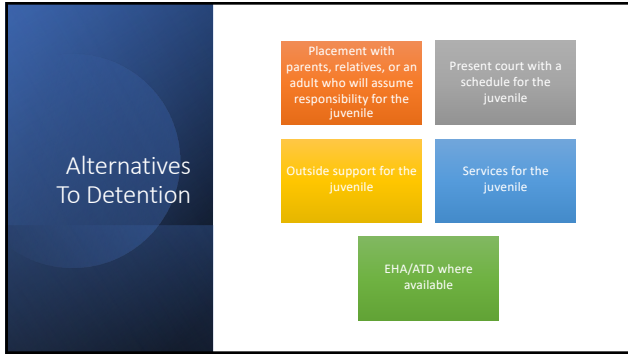 Alternatives
To Detention
Placement with
parents, relatives, or an
adult who will assume
responsibility for the
juvenile
Present court with a
schedule for the
juvenile
Outside support for the
juvenile
Services for the
juvenile
EHA/ATD where
available